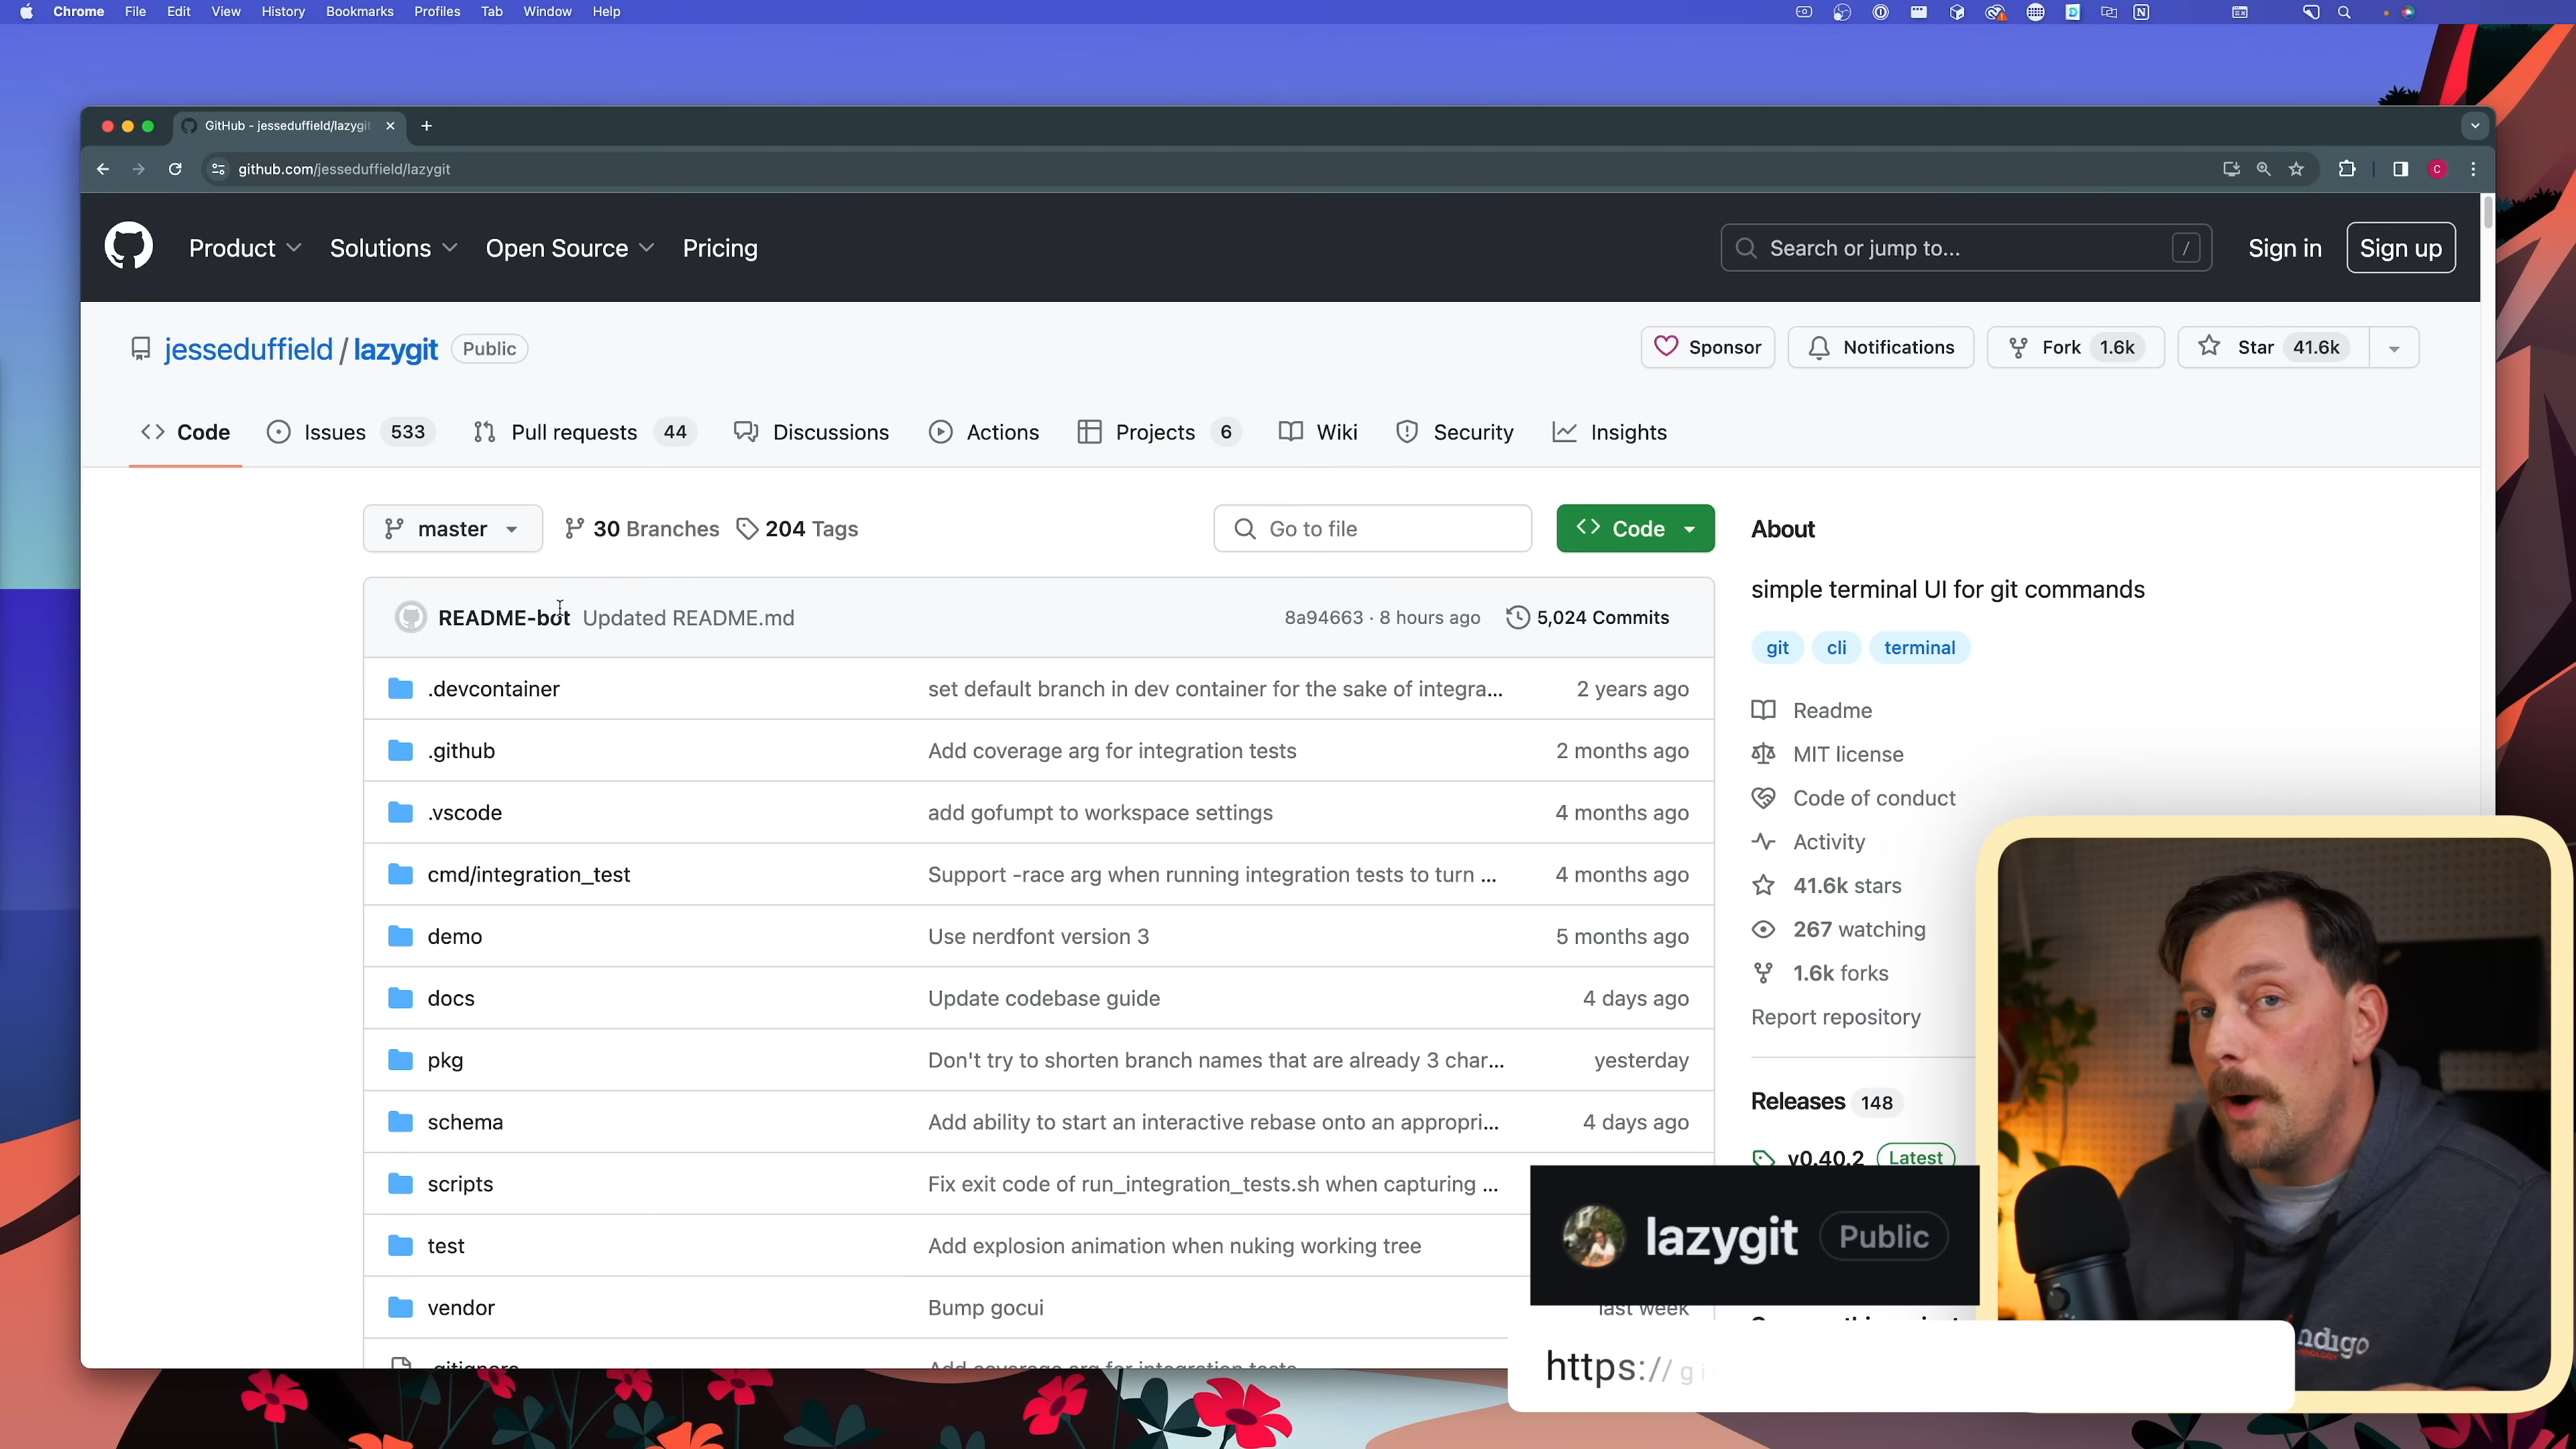 Chrome File Edit View History Bookmarks Profiles Tab Window Help
GitHub - jesseduffield/lazygit
github.com/jesseduffield/lazygit
C
Product Solutions Open Source Pricing Search or jump to... / Sign in Sign up
jesseduffield / lazygit Public Sponsor Notifications Fork 1.6k Star 41.6k
Code Issues 533 Pull requests 44 Discussions Actions Projects 6 Wiki Security Insights
master 30 Branches 204 Tags Go to file Code
README-bot Updated README.md 8a94663 · 8 hours ago 5,024 Commits
.devcontainer set default branch in dev container for the sake of integra... 2 years ago
.github Add coverage arg for integration tests 2 months ago
.vscode add gofumpt to workspace settings 4 months ago
cmd/integration_test Support -race arg when running integration tests to turn ... 4 months ago
demo Use nerdfont version 3 5 months ago
docs Update codebase guide 4 days ago
pkg Don't try to shorten branch names that are already 3 char... yesterday
schema Add ability to start an interactive rebase onto an appropri... 4 days ago
scripts Fix exit code of run_integration_tests.sh when capturing ...
test Add explosion animation when nuking working tree
vendor Bump gocui last week
.gitignore Add coverage arg for integration tests
About
simple terminal UI for git commands
git cli terminal
Readme
MIT license
Code of conduct
Activity
41.6k stars
267 watching
1.6k forks
Report repository
Releases 148
v0.40.2 Latest
lazygit Public
https://gi
ndigo